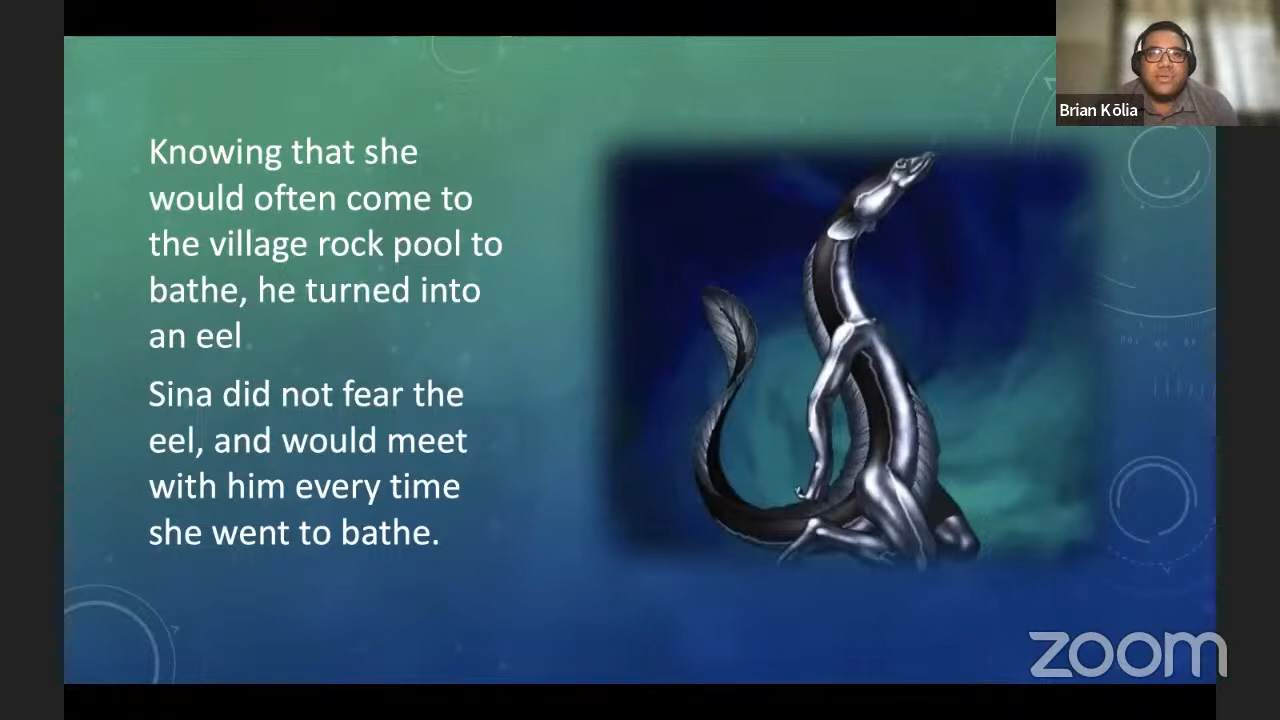 Brian Kōlia
Knowing that she
would often come to
the village rock pool to
bathe, he turned into
an eel
Sina did not fear the
eel, and would meet
with him every time
she went to bathe.
zoom